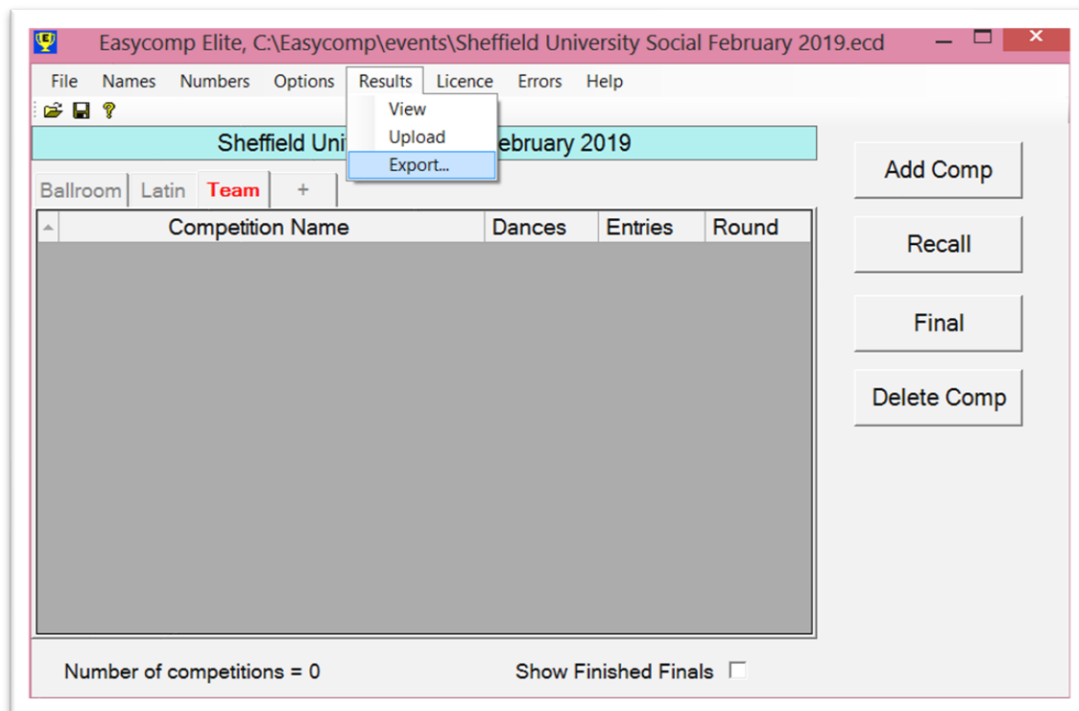 Easycomp Elite, C:\Easycomp\events\Sheffield University Social February 2019.ecd
File Names Numbers Options Results Licence Errors Help
View
Upload
Export...
Sheffield Uni ebruary 2019
Ballroom Latin Team +
Competition Name Dances Entries Round
Add Comp
Recall
Final
Delete Comp
Number of competitions = 0 Show Finished Finals